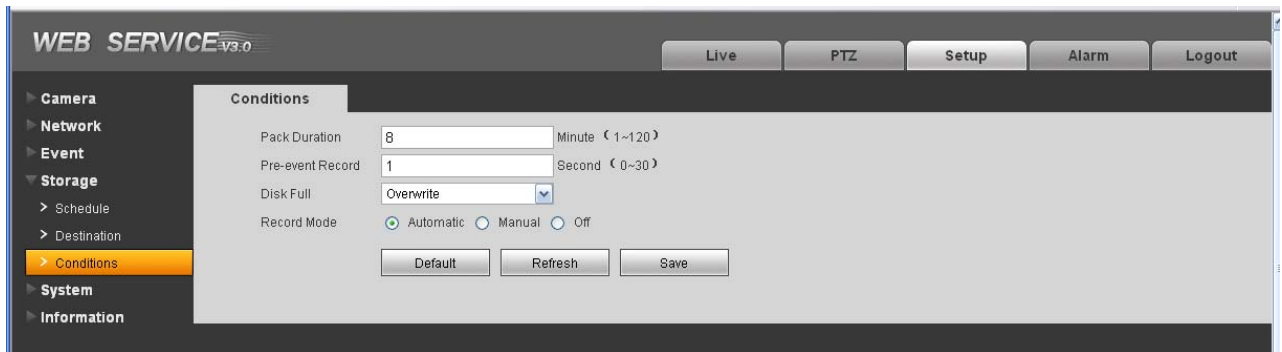 WEB SERVICE V3.0
Live PTZ Setup Alarm Logout
Camera
Network
Event
Storage
> Schedule
> Destination
> Conditions
System
Information
Conditions
Pack Duration 8 Minute (1~120)
Pre-event Record 1 Second (0~30)
Disk Full Overwrite
Record Mode Automatic Manual Off
Default Refresh Save